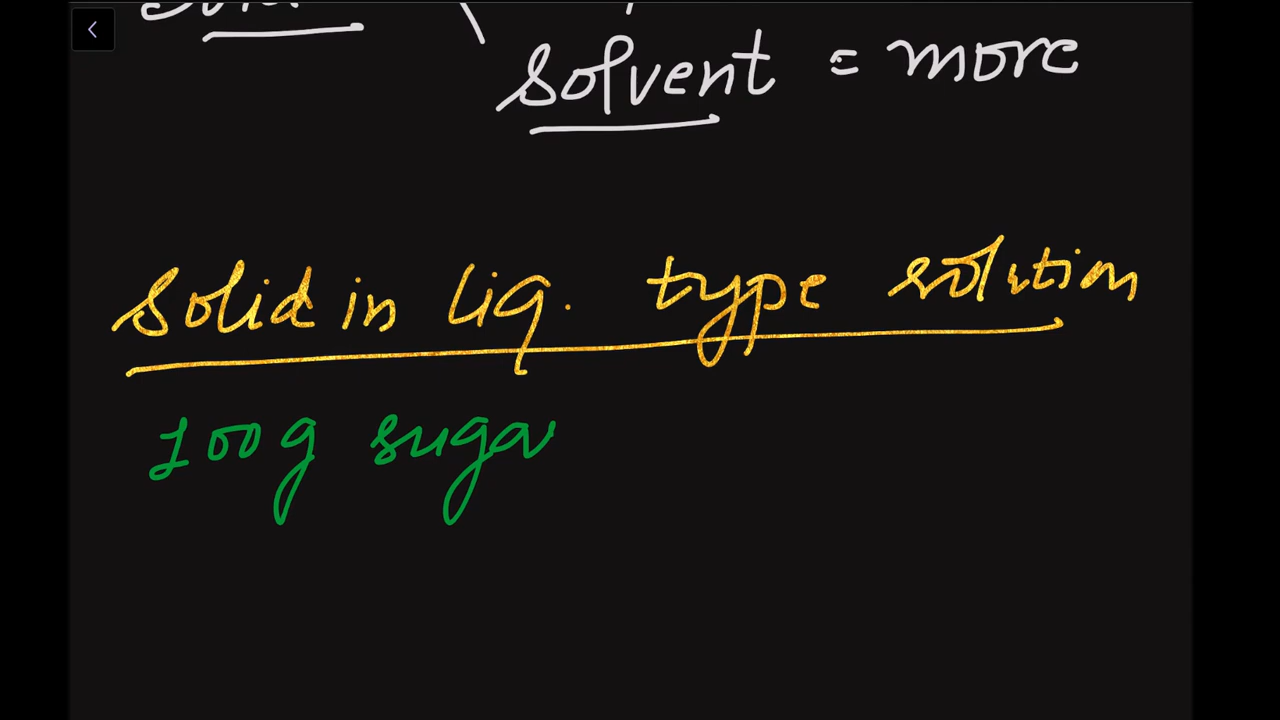 solvent = more
solid in liq. type solution
100g sugar